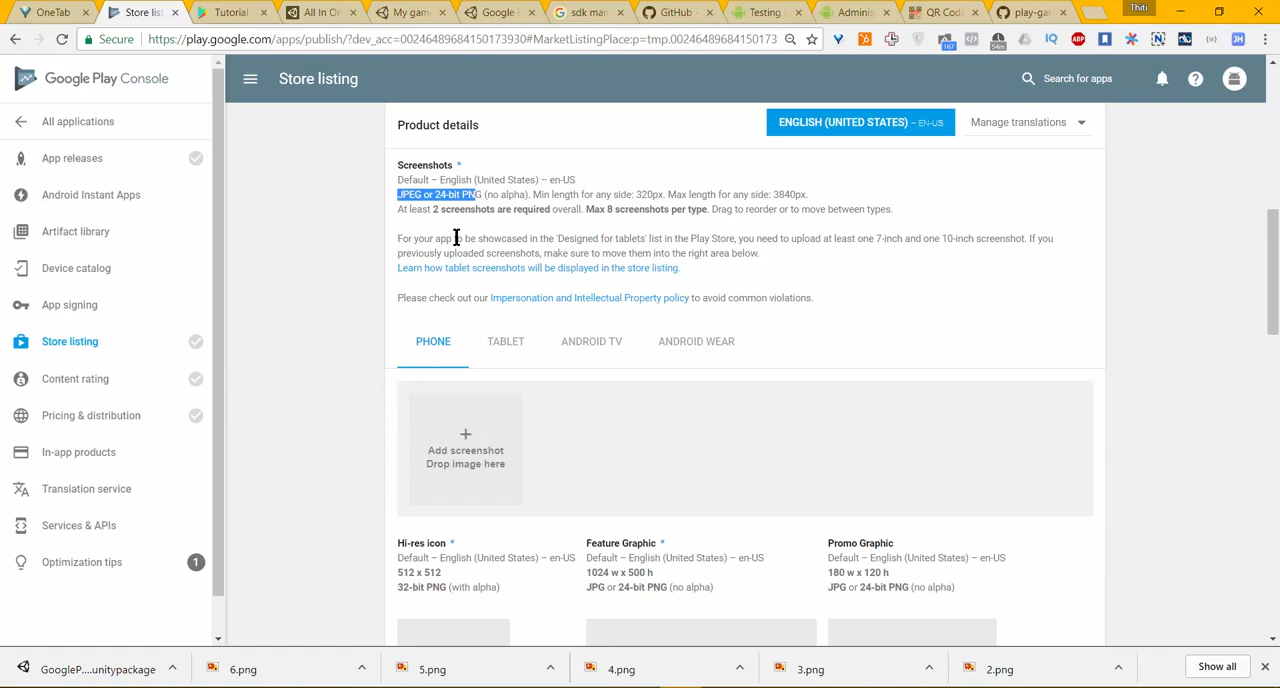 OneTab
Store list
Tutorial
All In On
My game
Google
sdk man
GitHub -
Testing
Adminis
QR Code
play-gam
Thiti
Secure
https://play.google.com/apps/publish/?dev_acc=00246489684150173930#MarketListingPlace:p=tmp.00246489684150173
167
54m
IQ
ABP
JH
Google Play Console
Store listing
Search for apps
All applications
App releases
Android Instant Apps
Artifact library
Device catalog
App signing
Store listing
Content rating
Pricing & distribution
In-app products
Translation service
Services & APIs
Optimization tips
1
Product details
ENGLISH (UNITED STATES) – EN-US
Manage translations
Screenshots *
Default – English (United States) – en-US
JPEG or 24-bit PNG (no alpha). Min length for any side: 320px. Max length for any side: 3840px.
At least 2 screenshots are required overall. Max 8 screenshots per type. Drag to reorder or to move between types.
For your app to be showcased in the 'Designed for tablets' list in the Play Store, you need to upload at least one 7-inch and one 10-inch screenshot. If you
previously uploaded screenshots, make sure to move them into the right area below.
Learn how tablet screenshots will be displayed in the store listing.
Please check out our Impersonation and Intellectual Property policy to avoid common violations.
PHONE
TABLET
ANDROID TV
ANDROID WEAR
Add screenshot
Drop image here
Hi-res icon *
Default – English (United States) – en-US
512 x 512
32-bit PNG (with alpha)
Feature Graphic *
Default – English (United States) – en-US
1024 w x 500 h
JPG or 24-bit PNG (no alpha)
Promo Graphic
Default – English (United States) – en-US
180 w x 120 h
JPG or 24-bit PNG (no alpha)
GoogleP....unitypackage
6.png
5.png
4.png
3.png
2.png
Show all